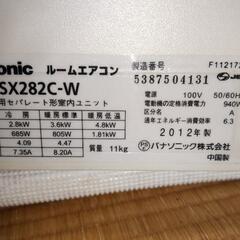 onic ルームエアコン
SX282C-W
用セパレート形室内ユニット
製造番号 F112172
5387504131
電源 100V 50/60H
電動機の定格消費電力 940
区分名 A
通年エネルギー消費効率 6.3
冷房 暖房標準 暖房低温
2.8kW 3.6kW 4.8kW
685W 805W 1.81kW
4.09 4.47
7.35A 8.20A
質量 11kg
2012年製
パナソニック株式会社
中国製